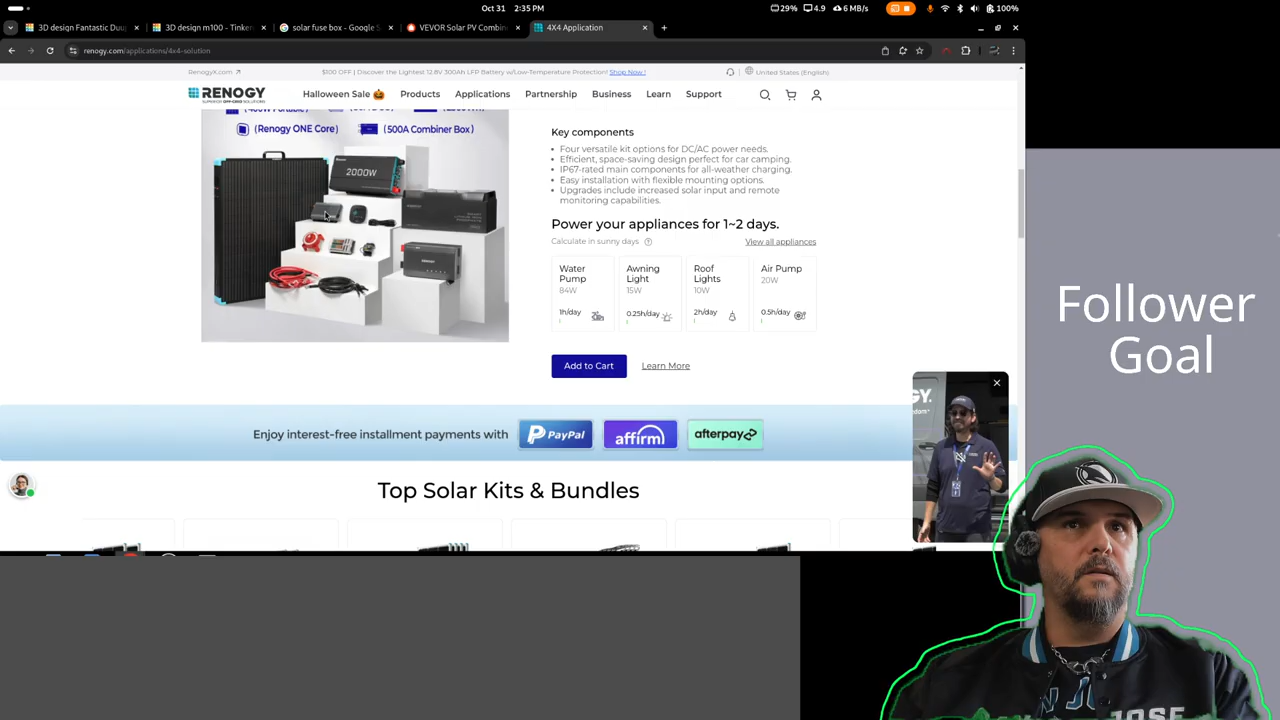 Oct 31 2:35 PM
29% 4.9 6 MB/s 100%
3D design Fantastic Duu
3D design m100 - Tinker
solar fuse box - Google S
VEVOR Solar PV Combin
4X4 Application
renogy.com/applications/4x4-solution
RenogyX.com
$100 OFF | Discover the Lightest 12.8V 300Ah LFP Battery w/Low-Temperature Protection! Shop Now !
United States (English)
RENOGY
Halloween Sale 🎃 Products Applications Partnership Business Learn Support
(Renogy ONE Core)
(500A Combiner Box)
2000W
Key components
• Four versatile kit options for DC/AC power needs.
• Efficient, space-saving design perfect for car camping.
• IP67-rated main components for all-weather charging.
• Easy installation with flexible mounting options.
• Upgrades include increased solar input and remote
monitoring capabilities.
Power your appliances for 1~2 days.
Calculate in sunny days
View all appliances
Water
Pump
84W
1h/day
Awning
Light
15W
0.25h/day
Roof
Lights
10W
2h/day
Air Pump
20W
0.5h/day
Add to Cart
Learn More
Enjoy interest-free installment payments with PayPal affirm afterpay
Top Solar Kits & Bundles
Follower
Goal